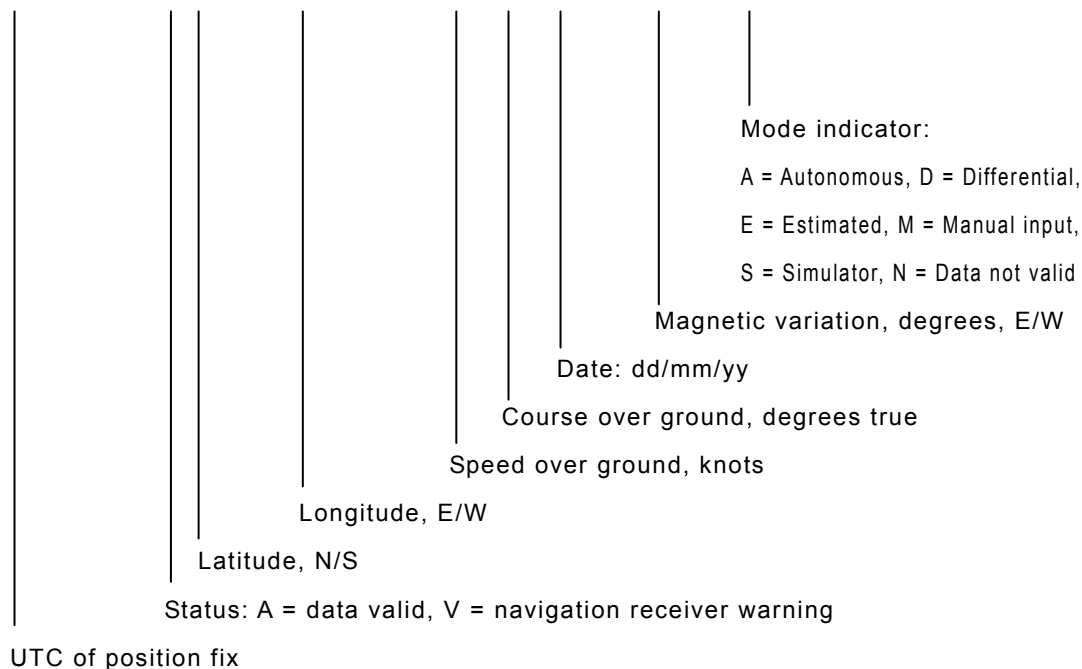 Mode indicator:
A = Autonomous, D = Differential,
E = Estimated, M = Manual input,
S = Simulator, N = Data not valid
Magnetic variation, degrees, E/W
Date: dd/mm/yy
Course over ground, degrees true
Speed over ground, knots
Longitude, E/W
Latitude, N/S
Status: A = data valid, V = navigation receiver warning
UTC of position fix